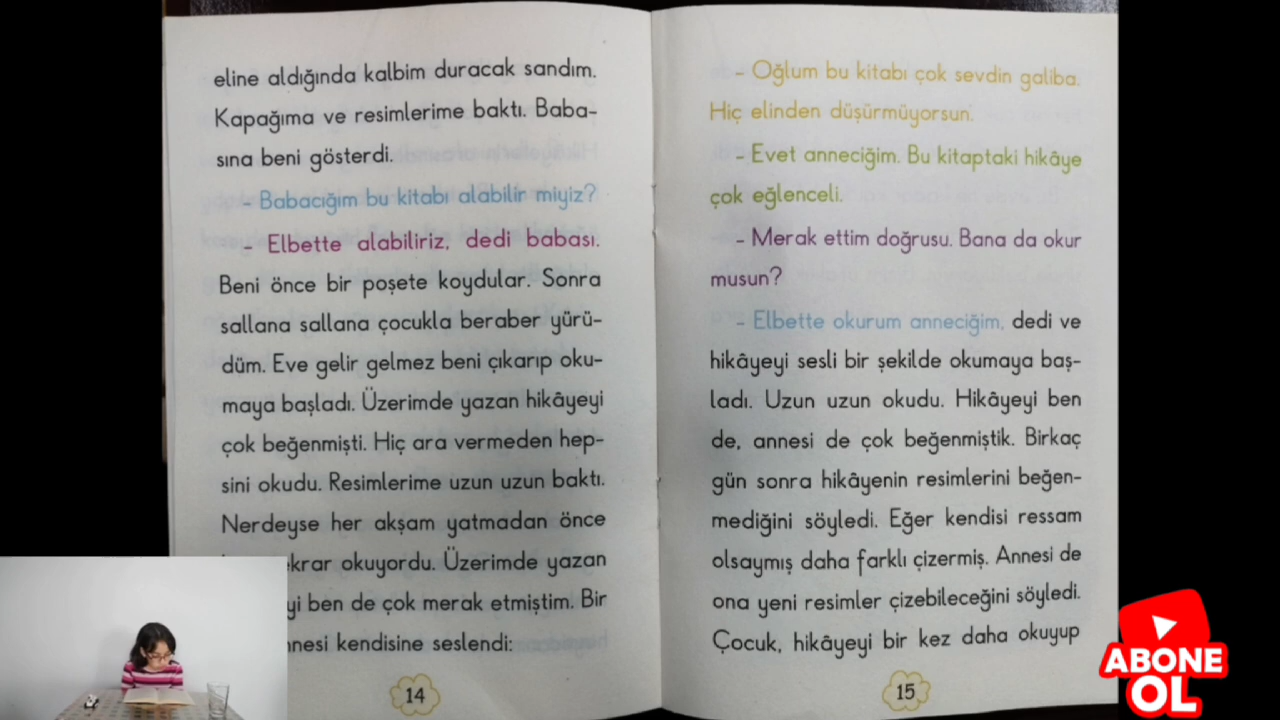 eline aldığında kalbim duracak sandım.
Kapağıma ve resimlerime baktı. Baba-
sına beni gösterdi.
- Babacığım bu kitabı alabilir miyiz?
- Elbette alabiliriz, dedi babası.
Beni önce bir poşete koydular. Sonra
sallana sallana çocukla beraber yürü-
düm. Eve gelir gelmez beni çıkarıp oku-
maya başladı. Üzerimde yazan hikâyeyi
çok beğenmişti. Hiç ara vermeden hep-
sini okudu. Resimlerime uzun uzun baktı.
Nerdeyse her akşam yatmadan önce
okuyordu. Üzerimde yazan
ben de çok merak etmiştim. Bir
kendisine seslendi:
14
- Oğlum bu kitabı çok sevdin galiba.
Hiç elinden düşürmüyorsun.
- Evet anneciğim. Bu kitaptaki hikâye
çok eğlenceli.
- Merak ettim doğrusu. Bana da okur
musun?
- Elbette okurum anneciğim, dedi ve
hikâyeyi sesli bir şekilde okumaya baş-
ladı. Uzun uzun okudu. Hikâyeyi ben
de, annesi de çok beğenmiştik. Birkaç
gün sonra hikâyenin resimlerini beğen-
mediğini söyledi. Eğer kendisi ressam
olsaymış daha farklı çizermiş. Annesi de
ona yeni resimler çizebileceğini söyledi.
Çocuk, hikâyeyi bir kez daha okuyup
15
ABONE
OL